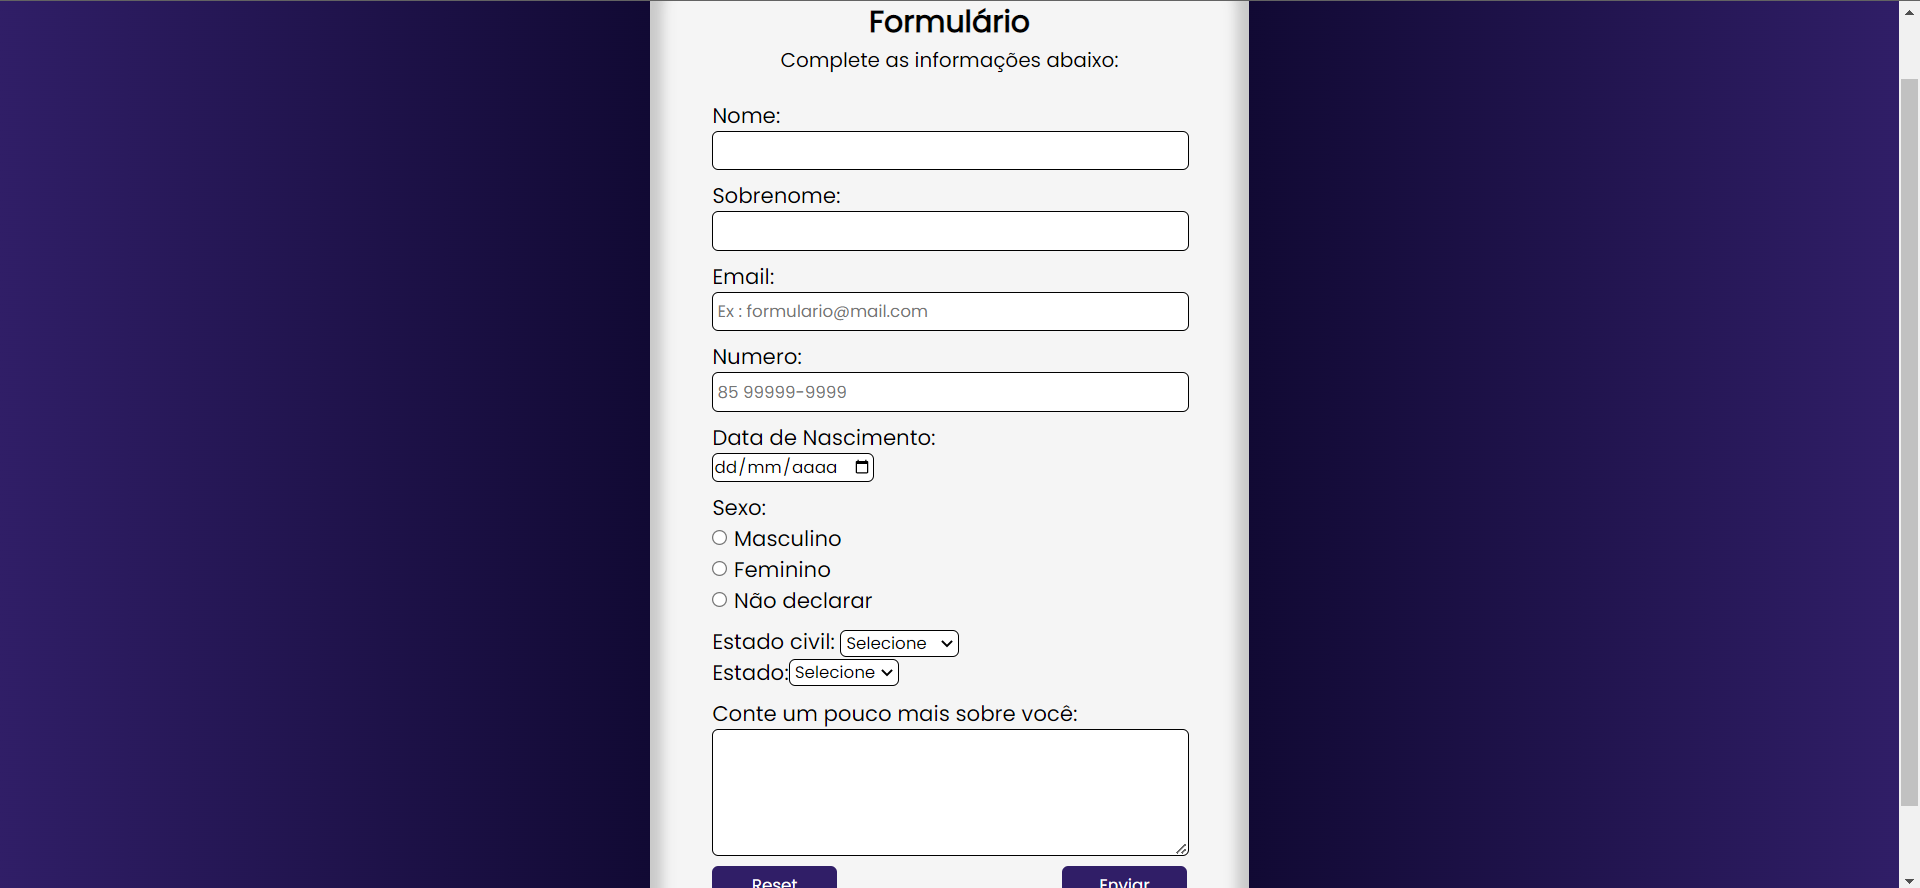 Formulário
Complete as informações abaixo:
Nome:
Sobrenome:
Email:
Ex : formulario@mail.com
Numero:
85 99999-9999
Data de Nascimento:
dd/mm/aaaa
Sexo:
Masculino
Feminino
Não declarar
Estado civil: Selecione
Estado: Selecione
Conte um pouco mais sobre você:
Reset Enviar